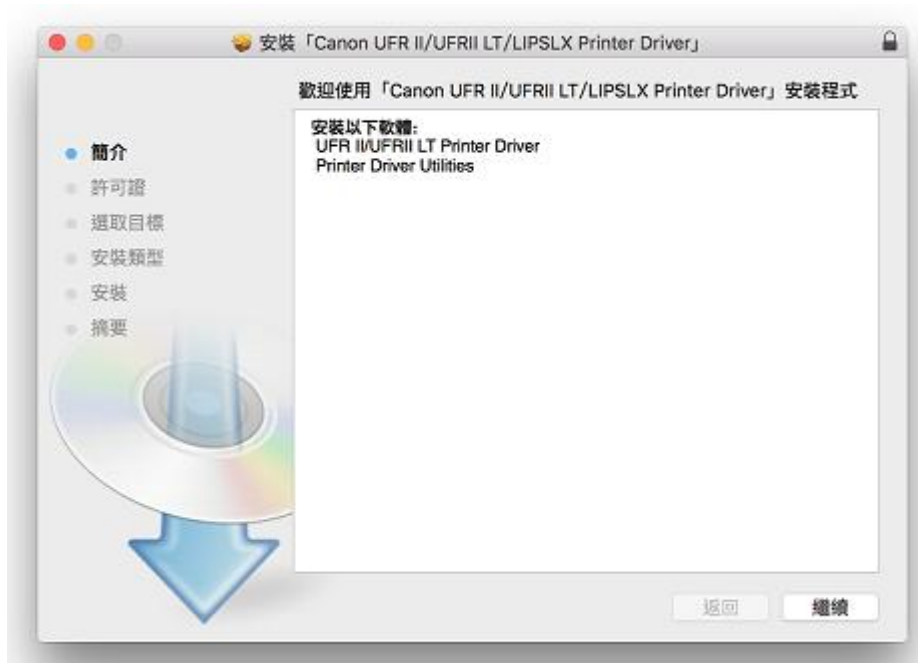 安裝「Canon UFR II/UFRII LT/LIPSLX Printer Driver」
歡迎使用「Canon UFR II/UFRII LT/LIPSLX Printer Driver」安裝程式
安裝以下軟體:
UFR II/UFRII LT Printer Driver
Printer Driver Utilities
簡介
許可證
選取目標
安裝類型
安裝
摘要
返回
繼續